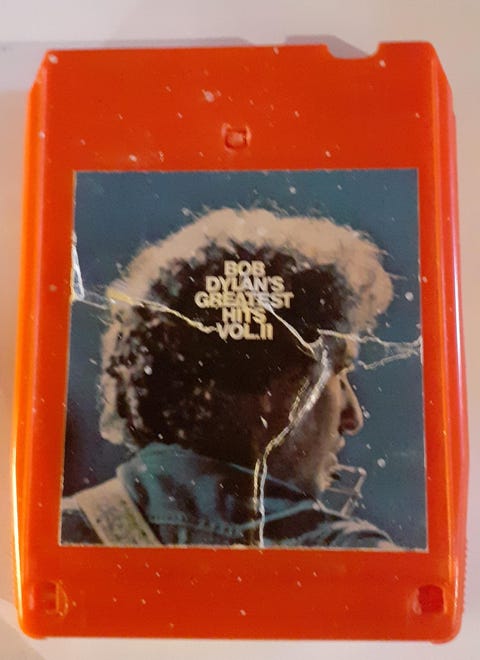 BOB
DYLAN'S
GREATEST
HITS
VOL. II